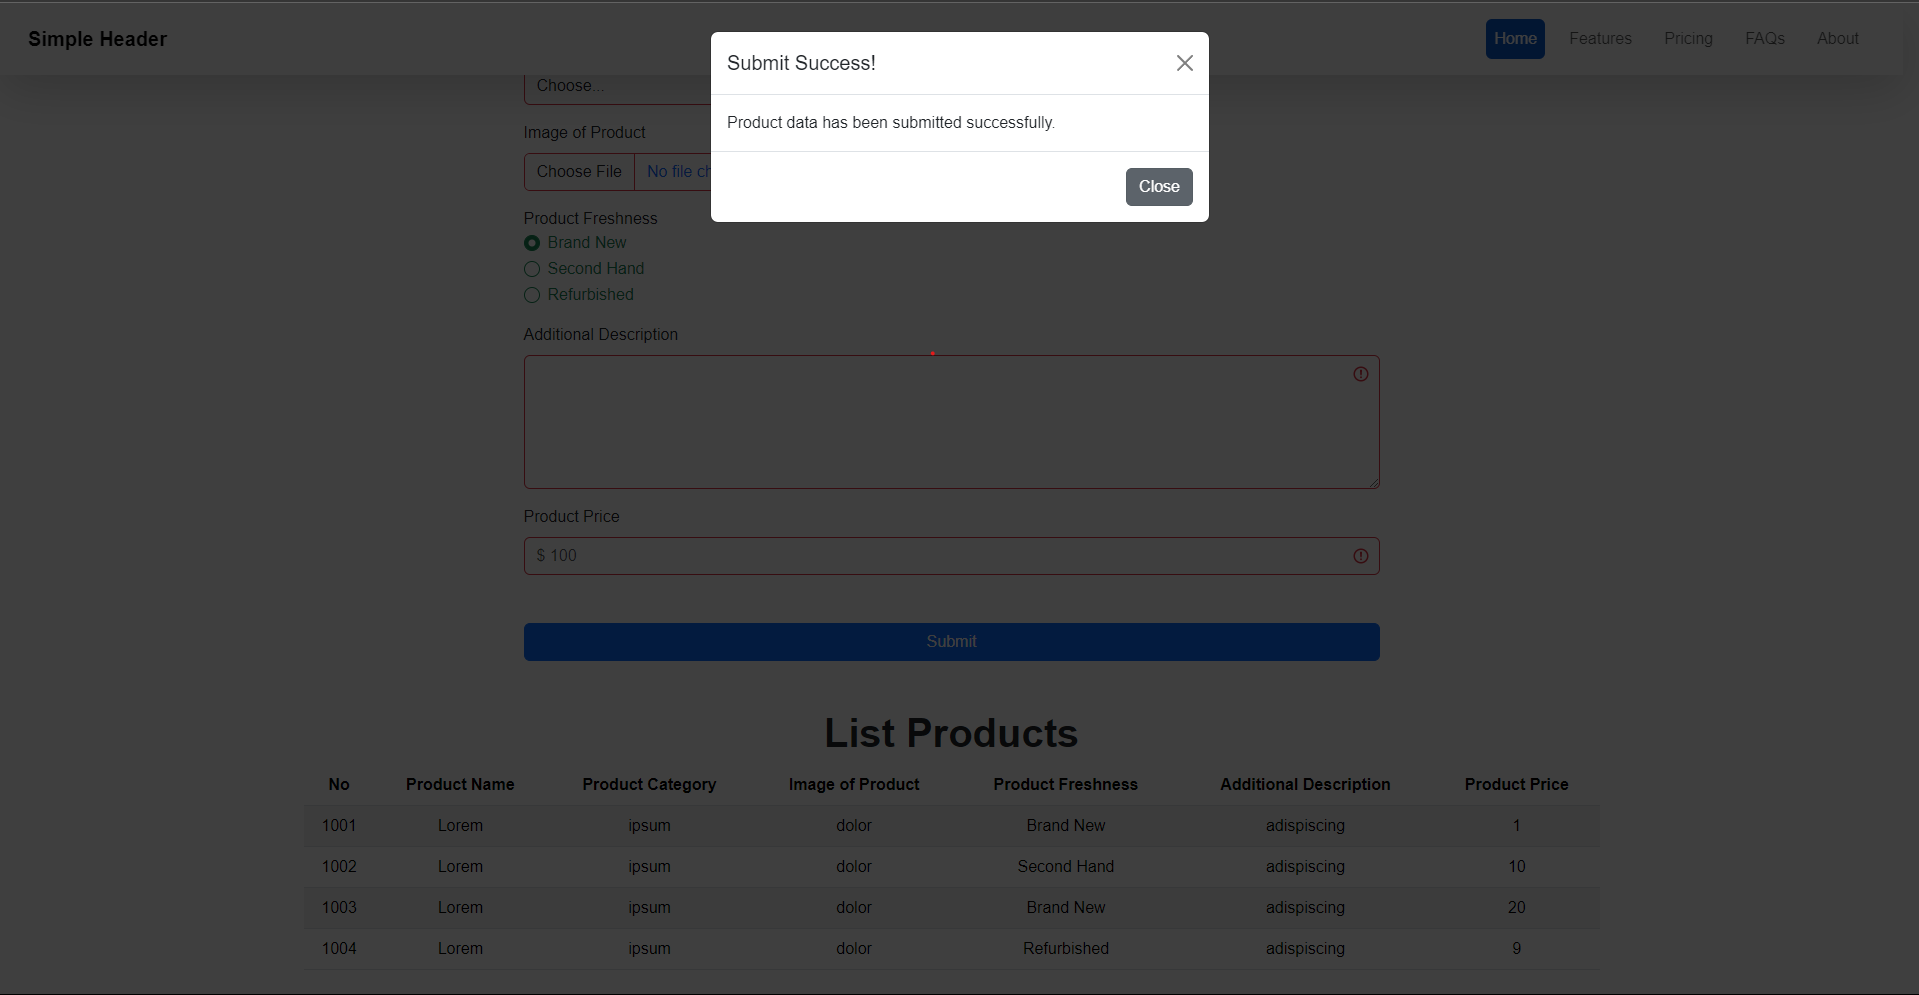 Simple Header
Home Features Pricing FAQs About
Submit Success!
Product data has been submitted successfully.
Close
Choose...
Image of Product
Choose File No file ch
Product Freshness
Brand New
Second Hand
Refurbished
Additional Description
Product Price
$ 100
Submit
List Products
No Product Name Product Category Image of Product Product Freshness Additional Description Product Price
1001 Lorem ipsum dolor Brand New adispiscing 1
1002 Lorem ipsum dolor Second Hand adispiscing 10
1003 Lorem ipsum dolor Brand New adispiscing 20
1004 Lorem ipsum dolor Refurbished adispiscing 9